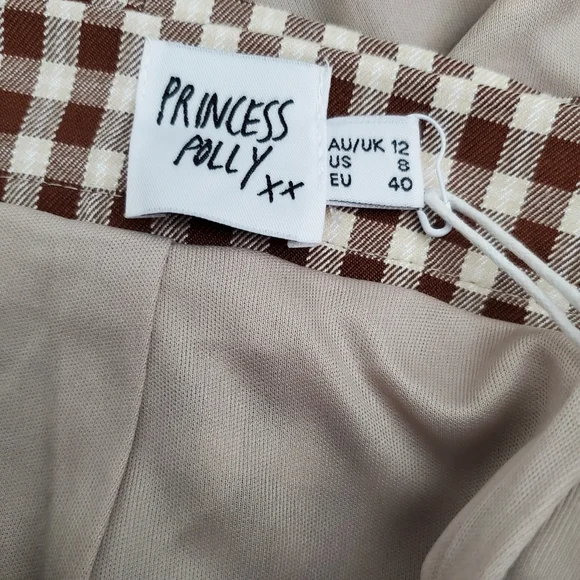 PRINCESS
POLLY xx
AU/UK 12
US 8
EU 40